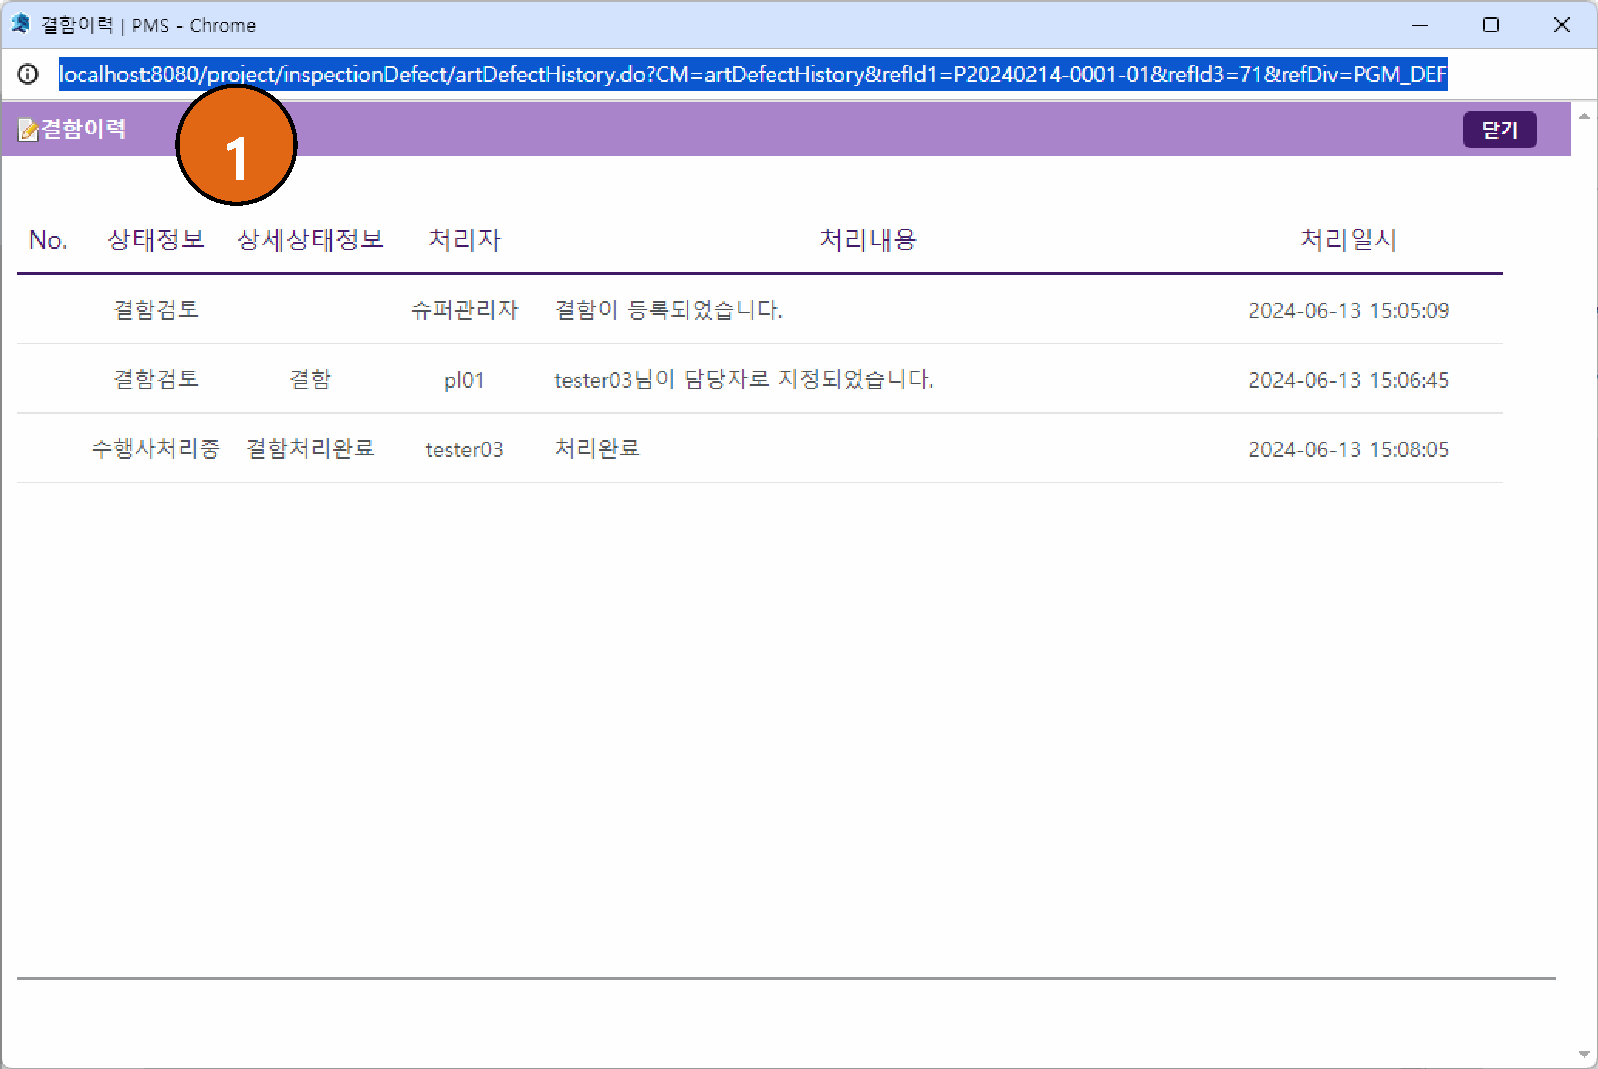 결함이력 | PMS - Chrome
localhost:8080/project/inspectionDefect/artDefectHistory.do?CM=artDefectHistory&refId1=P20240214-0001-01&refId3=71&refDiv=PGM_DEF
결함이력 닫기
1
No. 상태정보 상세상태정보 처리자 처리내용 처리일시
결함검토 슈퍼관리자 결함이 등록되었습니다. 2024-06-13 15:05:09
결함검토 결함 pl01 tester03님이 담당자로 지정되었습니다. 2024-06-13 15:06:45
수행사처리중 결함처리완료 tester03 처리완료 2024-06-13 15:08:05